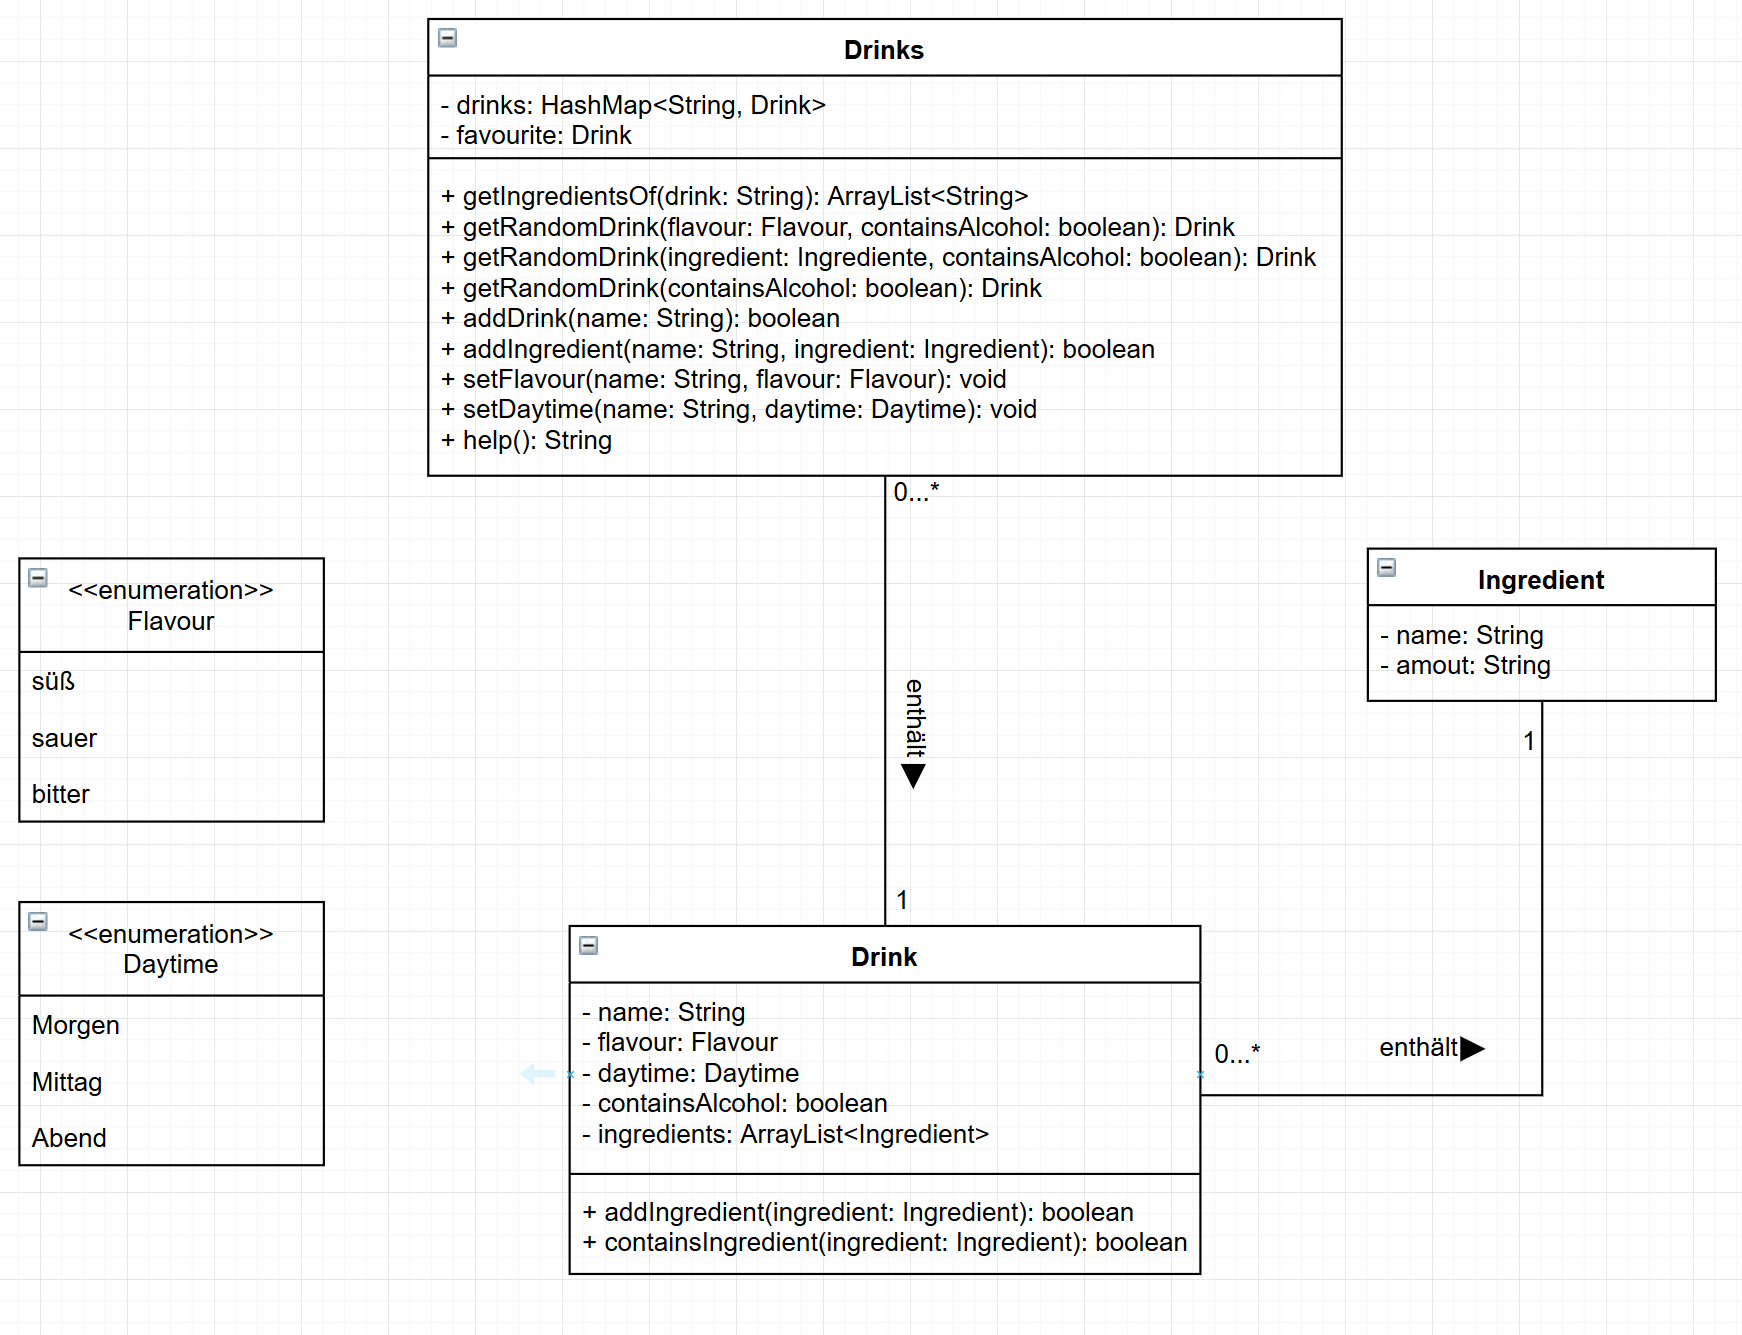 Drinks
- drinks: HashMap<String, Drink>
- favourite: Drink
+ getIngredientsOf(drink: String): ArrayList<String>
+ getRandomDrink(flavour: Flavour, containsAlcohol: boolean): Drink
+ getRandomDrink(ingredient: Ingrediente, containsAlcohol: boolean): Drink
+ getRandomDrink(containsAlcohol: boolean): Drink
+ addDrink(name: String): boolean
+ addIngredient(name: String, ingredient: Ingredient): boolean
+ setFlavour(name: String, flavour: Flavour): void
+ setDaytime(name: String, daytime: Daytime): void
+ help(): String
0...*
enthält
1
<<enumeration>>
Flavour
süß
sauer
bitter
Ingredient
- name: String
- amout: String
1
<<enumeration>>
Daytime
Morgen
Mittag
Abend
Drink
- name: String
- flavour: Flavour
- daytime: Daytime
- containsAlcohol: boolean
- ingredients: ArrayList<Ingredient>
+ addIngredient(ingredient: Ingredient): boolean
+ containsIngredient(ingredient: Ingredient): boolean
0...*
enthält